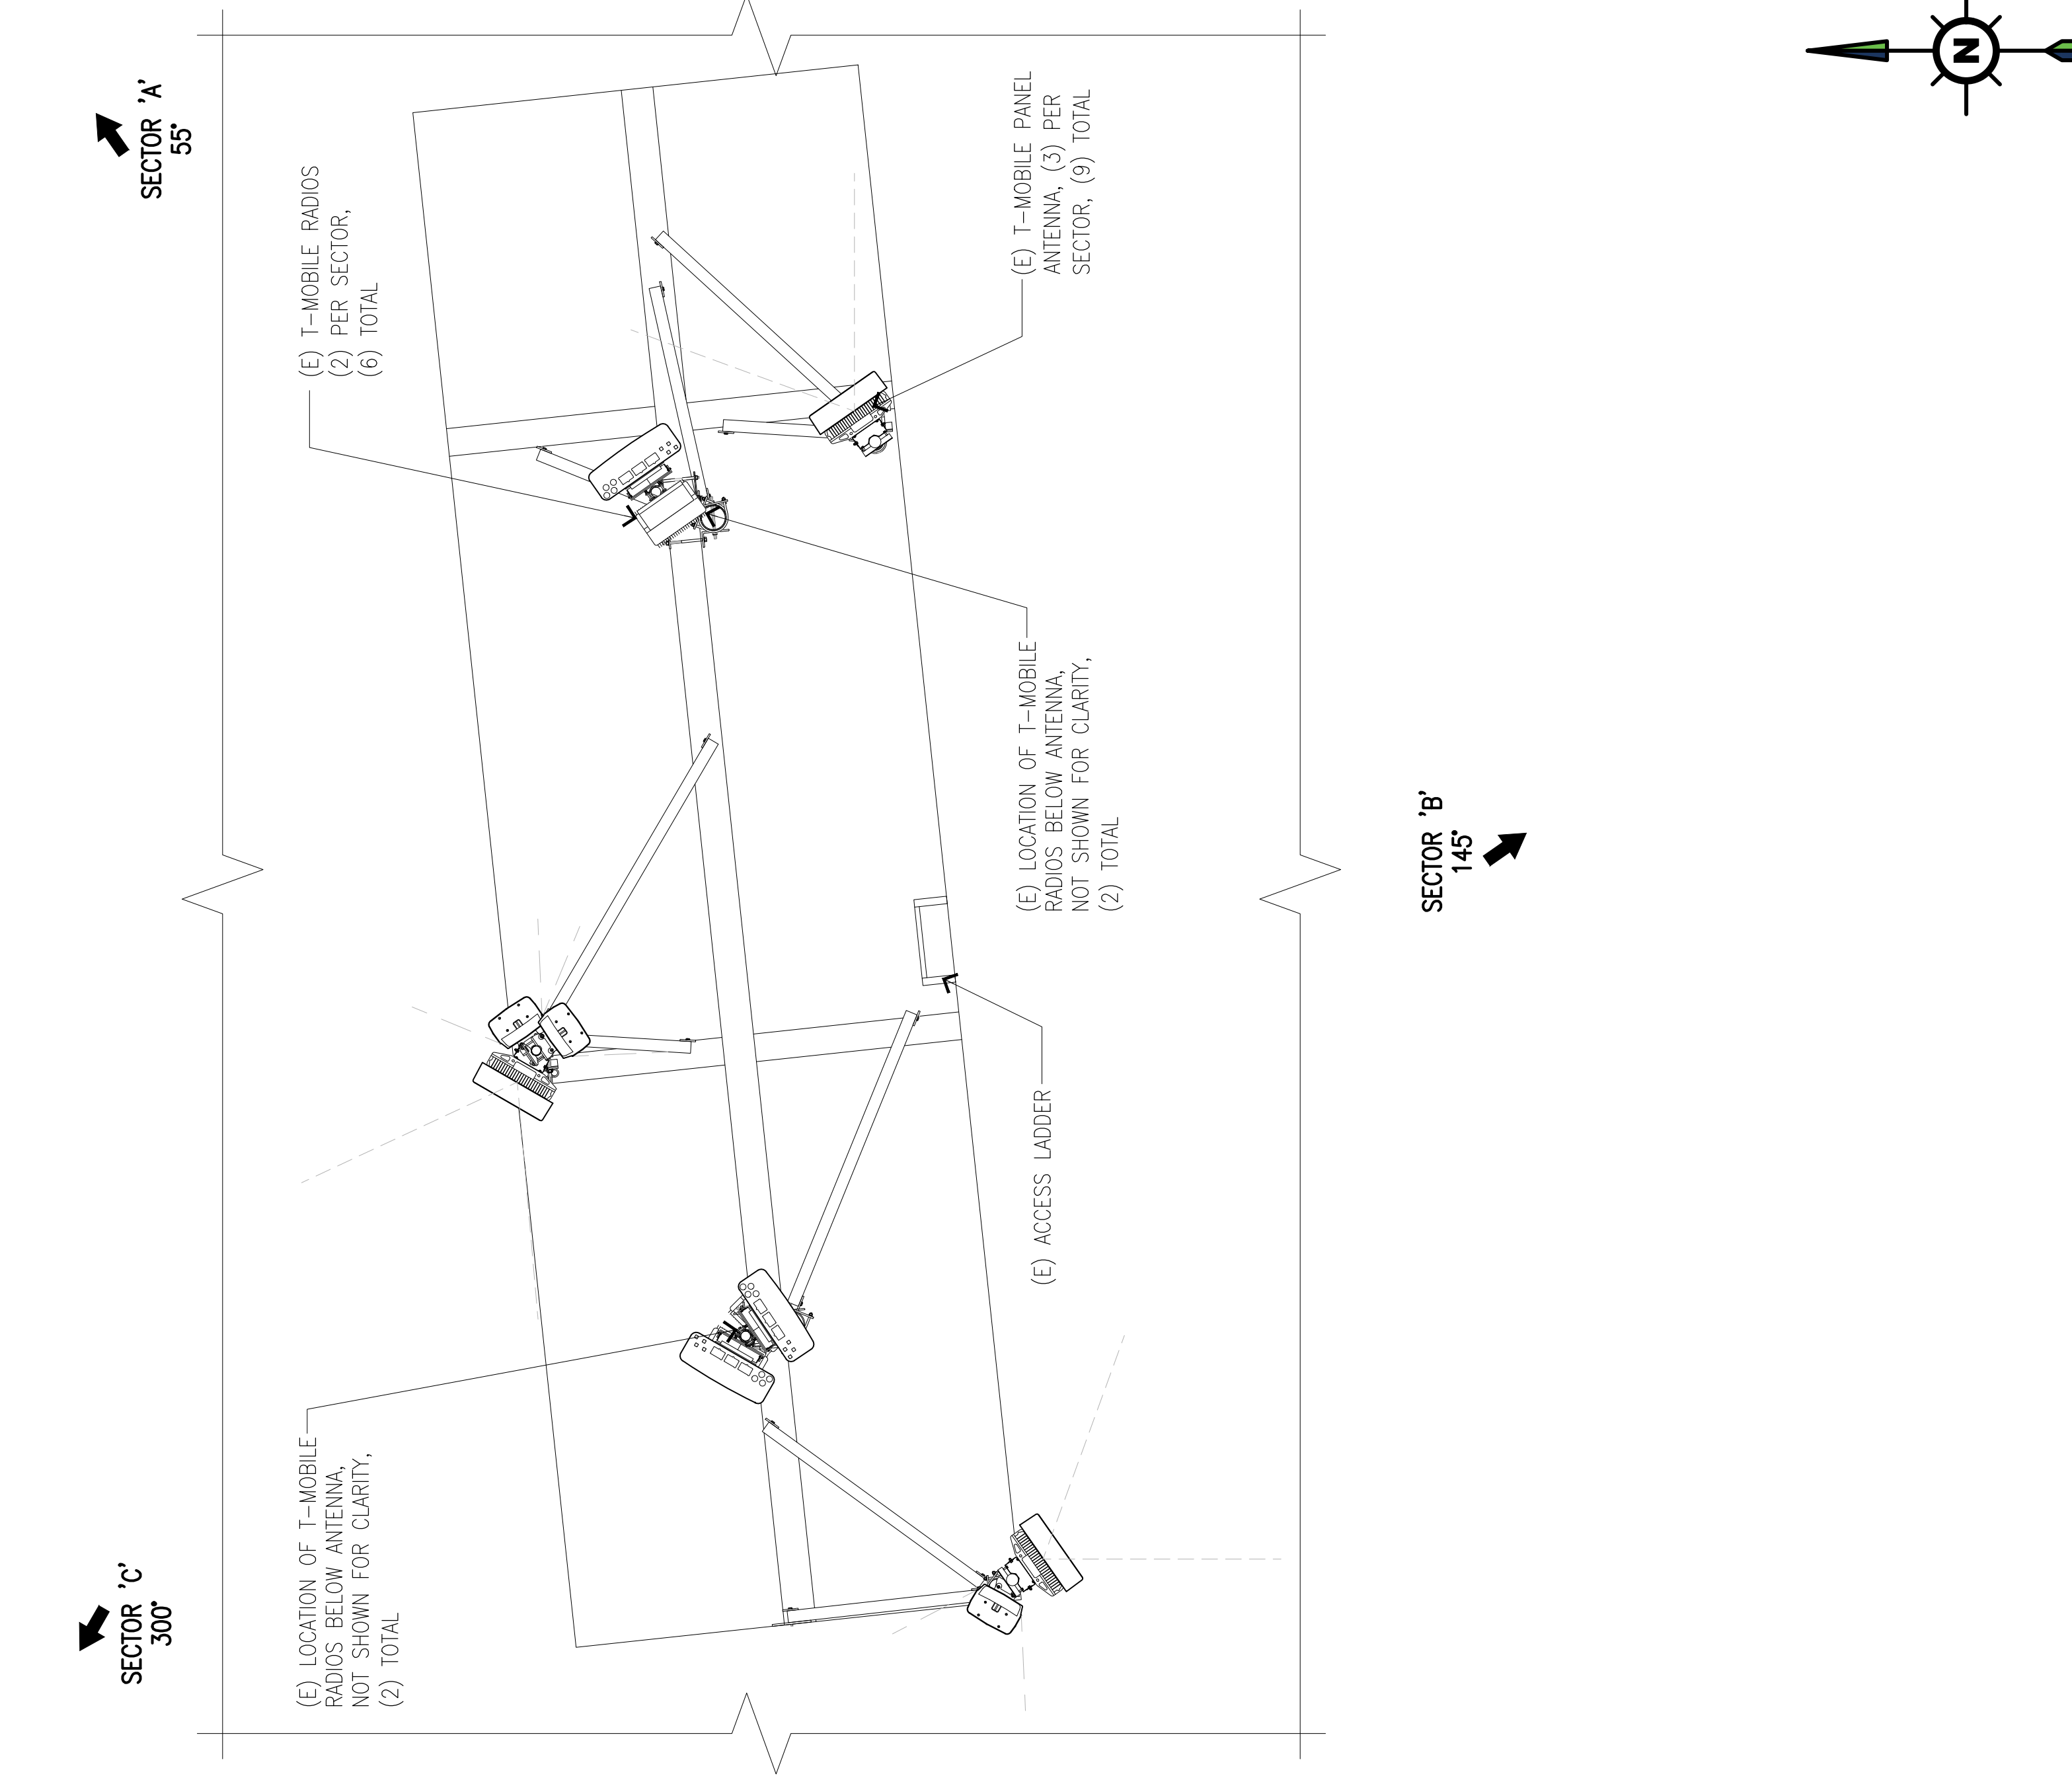 SECTOR 'A'
55°
(E) T-MOBILE RADIOS
(2) PER SECTOR,
(6) TOTAL
(E) T-MOBILE PANEL
ANTENNA, (3) PER
SECTOR, (9) TOTAL
N
(E) LOCATION OF T-MOBILE
RADIOS BELOW ANTENNA,
NOT SHOWN FOR CLARITY,
(2) TOTAL
SECTOR 'B'
145°
(E) ACCESS LADDER
SECTOR 'C'
300°
(E) LOCATION OF T-MOBILE
RADIOS BELOW ANTENNA,
NOT SHOWN FOR CLARITY,
(2) TOTAL